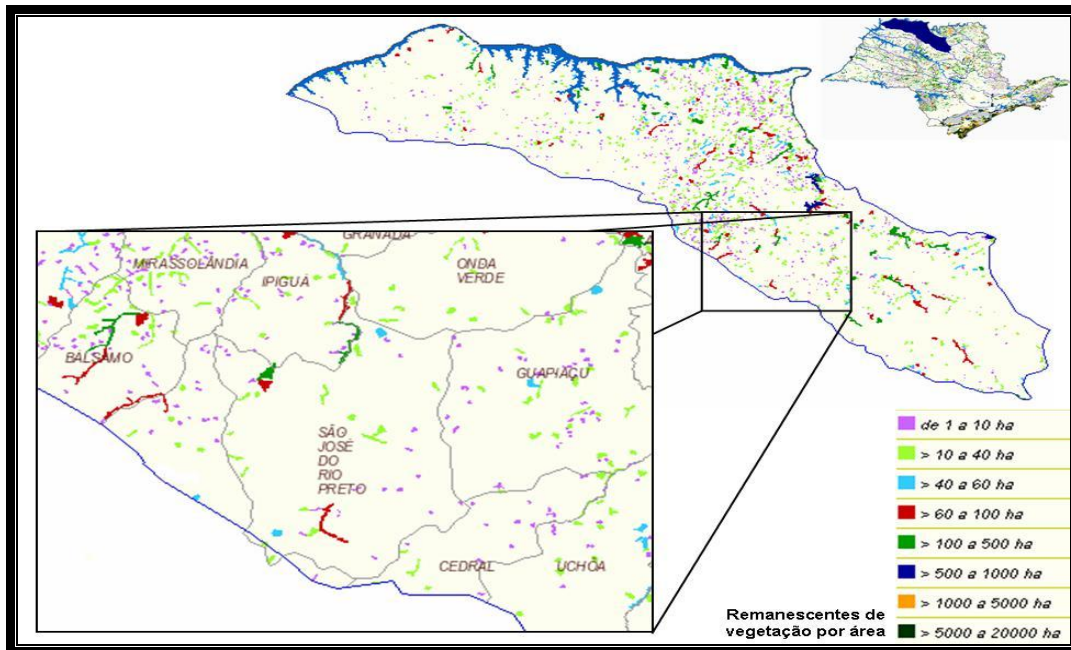 GRANADA
MIRASSOLÂNDIA
IPIGUÁ
ONDA
VERDE
BALSAMO
GUAPIAÇU
SÃO
JOSÉ
DO
RIO
PRETO
CEDRAL
UCHOA
de 1 a 10 ha
> 10 a 40 ha
> 40 a 60 ha
> 60 a 100 ha
> 100 a 500 ha
> 500 a 1000 ha
> 1000 a 5000 ha
> 5000 a 20000 ha
Remanescentes de
vegetação por área